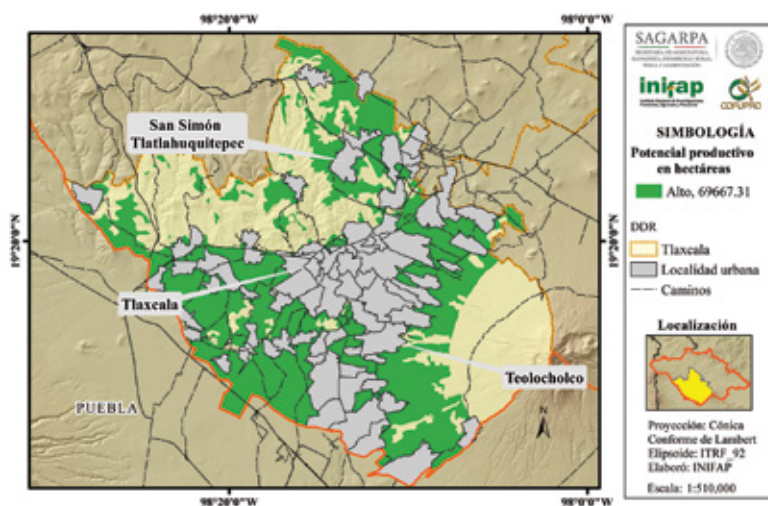 98°20'0"W
98°0'0"W
19°20'0"N
19°20'0"N
San Simón
Tlatlahuquitepec
Tlaxcala
Teolocholco
PUEBLA
N
98°20'0"W
98°0'0"W
SAGARPA
inifap
COFUPRO
SIMBOLOGÍA
Potencial productivo
en hectáreas
Alto, 69667.31
DDR
Tlaxcala
Localidad urbana
Caminos
Localización
Proyección: Cónica
Conforme de Lambert
Elipsoide: ITRF_92
Elaboró: INIFAP
Escala: 1:510,000